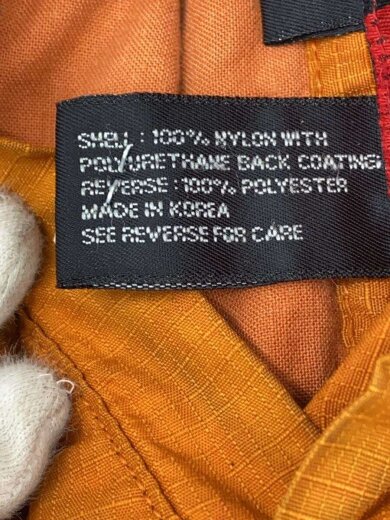 SHELL : 100% NYLON WITH
POLYURETHANE BACK COATING
REVERSE : 100% POLYESTER
MADE IN KOREA
SEE REVERSE FOR CARE